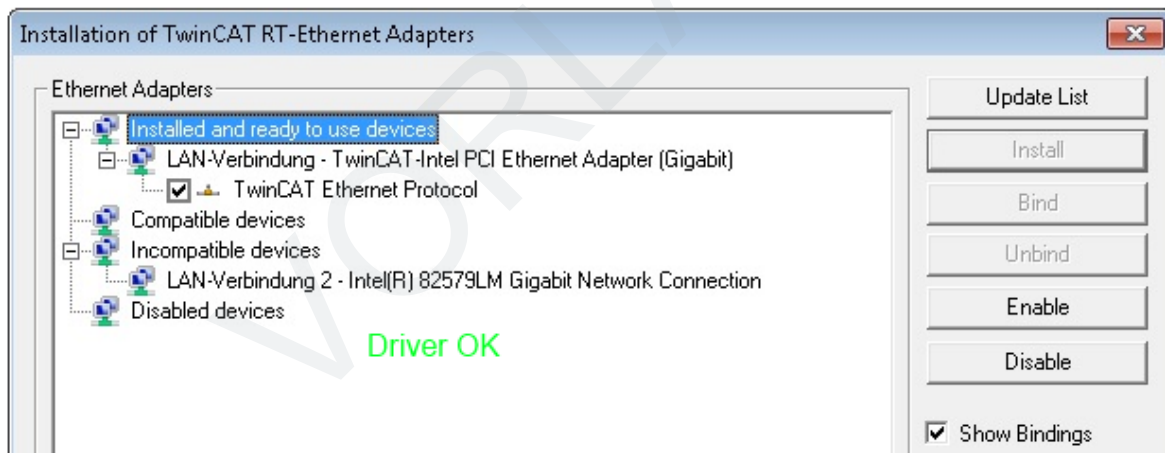 Installation of TwinCAT RT-Ethernet Adapters
Ethernet Adapters
Installed and ready to use devices
LAN-Verbindung - TwinCAT-Intel PCI Ethernet Adapter (Gigabit)
TwinCAT Ethernet Protocol
Compatible devices
Incompatible devices
LAN-Verbindung 2 - Intel(R) 82579LM Gigabit Network Connection
Disabled devices
Driver OK
Update List
Install
Bind
Unbind
Enable
Disable
Show Bindings